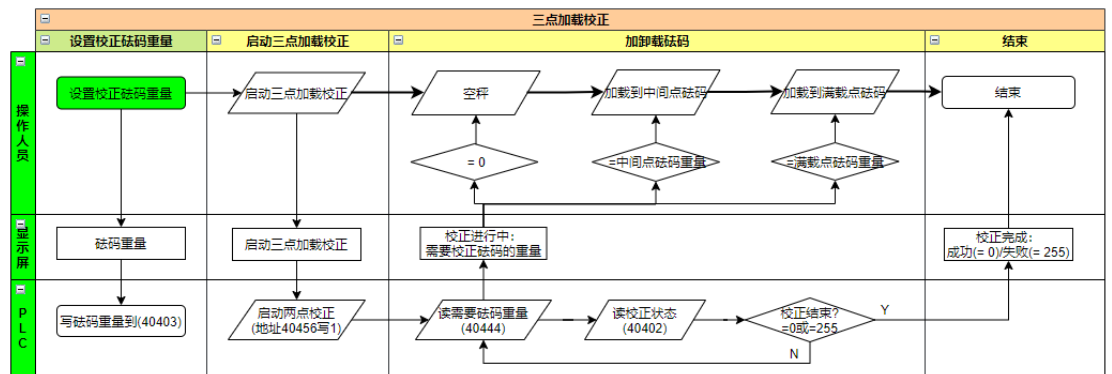 三点加载校正
设置校正砝码重量
启动三点加载校正
加卸载砝码
结束
操作人员
设置校正砝码重量
启动三点加载校正
空秤
加载到中间点砝码
加载到满载点砝码
结束
= 0
=中间点砝码重量
=满载点砝码重量
显示屏
砝码重量
启动三点加载校正
校正进行中：
需要校正砝码的重量
校正完成：
成功(= 0)/失败(= 255)
PLC
写砝码重量到(40403)
启动两点校正
(地址40456写1)
读需要砝码重量
(40444)
读校正状态
(40402)
校正结束？
=0或=255
Y
N